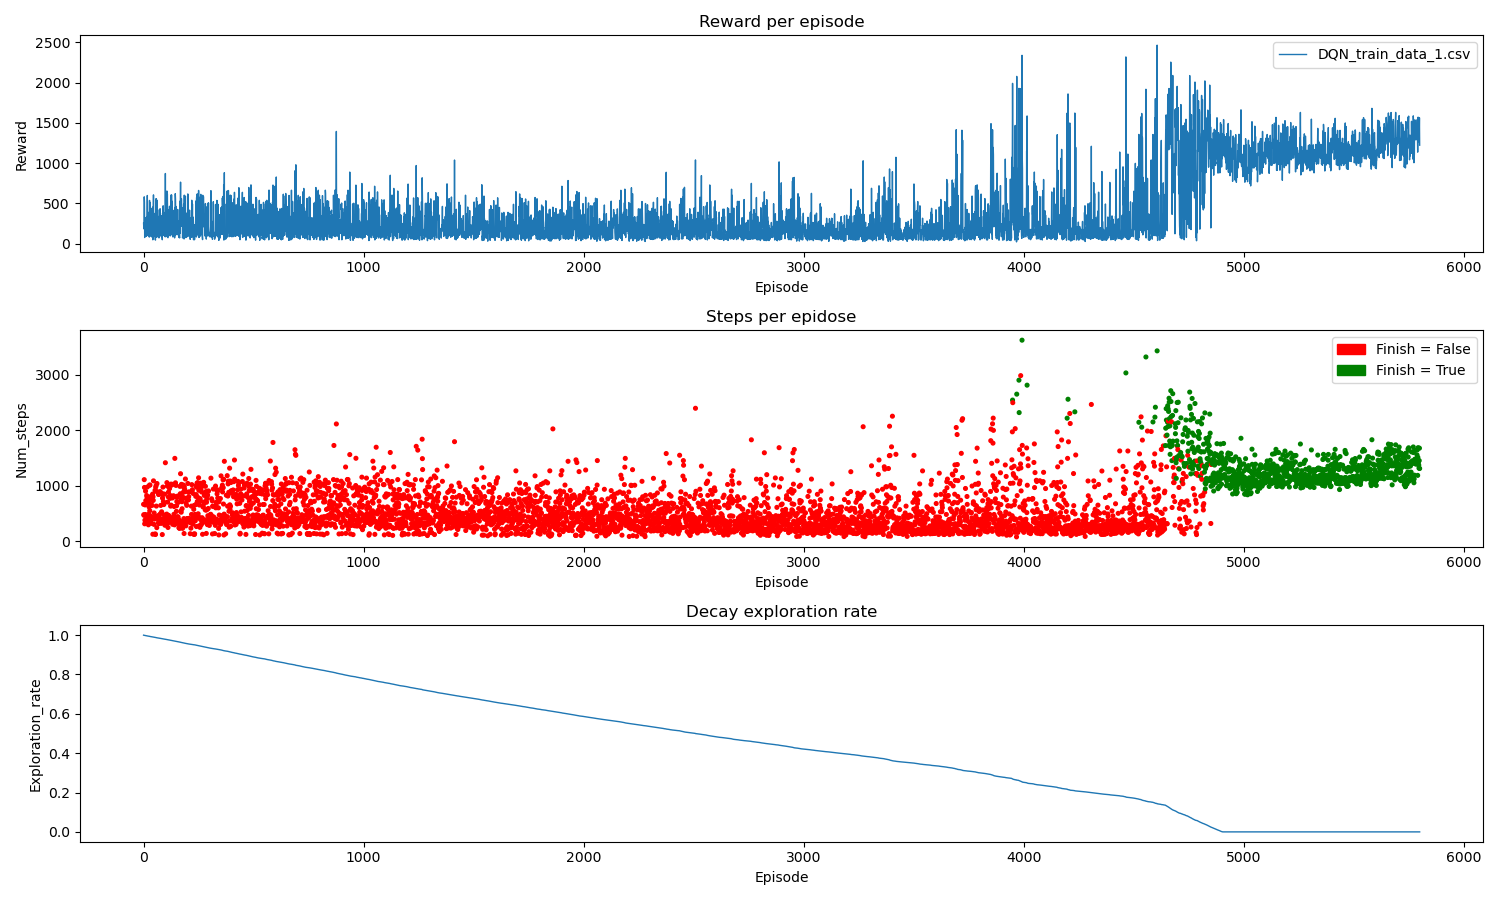 Reward per episode
2500
2000
1500
1000
500
0
Reward
DQN_train_data_1.csv
0 1000 2000 3000 4000 5000 6000
Episode
Steps per epidose
3000
2000
1000
0
Num_steps
Finish = False
Finish = True
0 1000 2000 3000 4000 5000 6000
Episode
Decay exploration rate
1.0
0.8
0.6
0.4
0.2
0.0
Exploration_rate
0 1000 2000 3000 4000 5000 6000
Episode